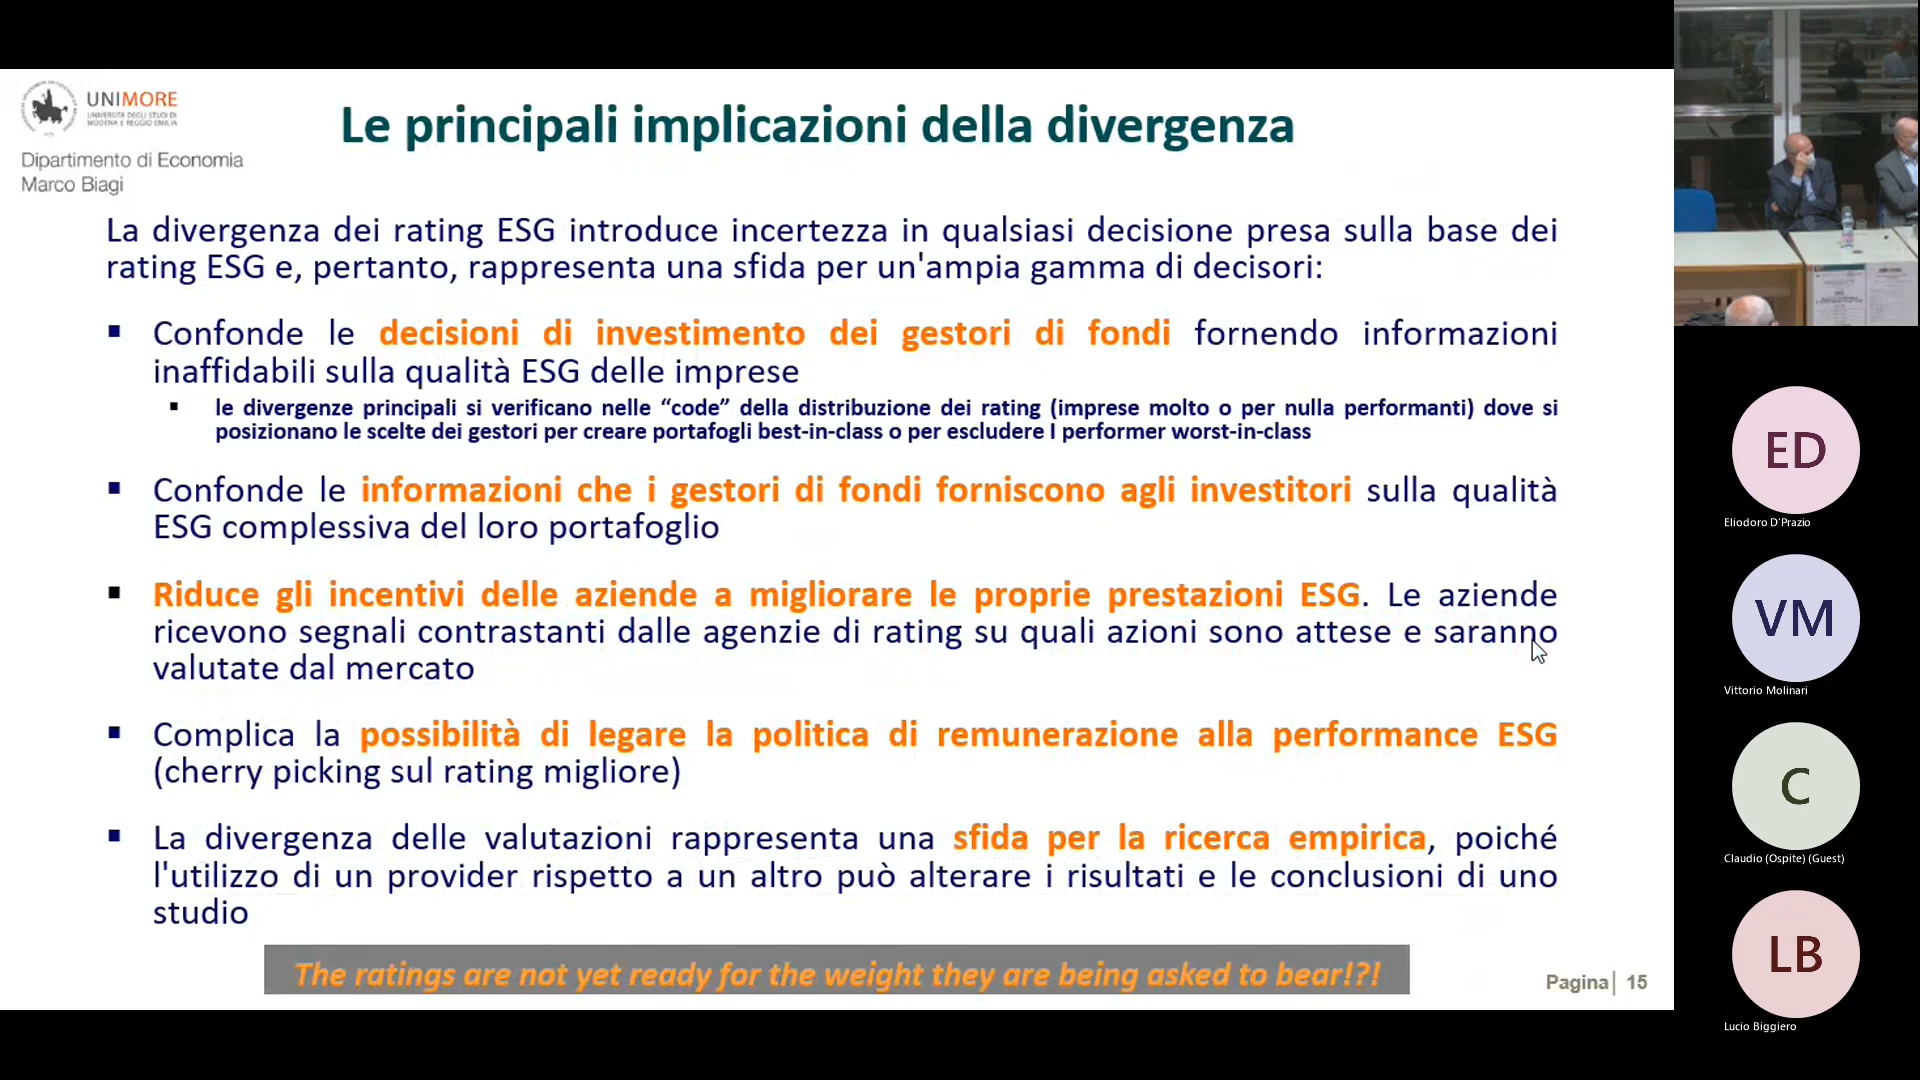 UNIMORE
UNIVERSITÀ DEGLI STUDI DI
MODENA E REGGIO EMILIA
Dipartimento di Economia
Marco Biagi
Le principali implicazioni della divergenza
La divergenza dei rating ESG introduce incertezza in qualsiasi decisione presa sulla base dei
rating ESG e, pertanto, rappresenta una sfida per un'ampia gamma di decisori:
▪ Confonde le decisioni di investimento dei gestori di fondi fornendo informazioni
inaffidabili sulla qualità ESG delle imprese
▪ le divergenze principali si verificano nelle “code” della distribuzione dei rating (imprese molto o per nulla performanti) dove si
posizionano le scelte dei gestori per creare portafogli best-in-class o per escludere I performer worst-in-class
▪ Confonde le informazioni che i gestori di fondi forniscono agli investitori sulla qualità
ESG complessiva del loro portafoglio
▪ Riduce gli incentivi delle aziende a migliorare le proprie prestazioni ESG. Le aziende
ricevono segnali contrastanti dalle agenzie di rating su quali azioni sono attese e saranno
valutate dal mercato
▪ Complica la possibilità di legare la politica di remunerazione alla performance ESG
(cherry picking sul rating migliore)
▪ La divergenza delle valutazioni rappresenta una sfida per la ricerca empirica, poiché
l'utilizzo di un provider rispetto a un altro può alterare i risultati e le conclusioni di uno
studio
The ratings are not yet ready for the weight they are being asked to bear!?!
Pagina| 15
ED
Eliodoro D'Prazio
VM
Vittorio Molinari
C
Claudio (Ospite) (Guest)
LB
Lucio Biggiero